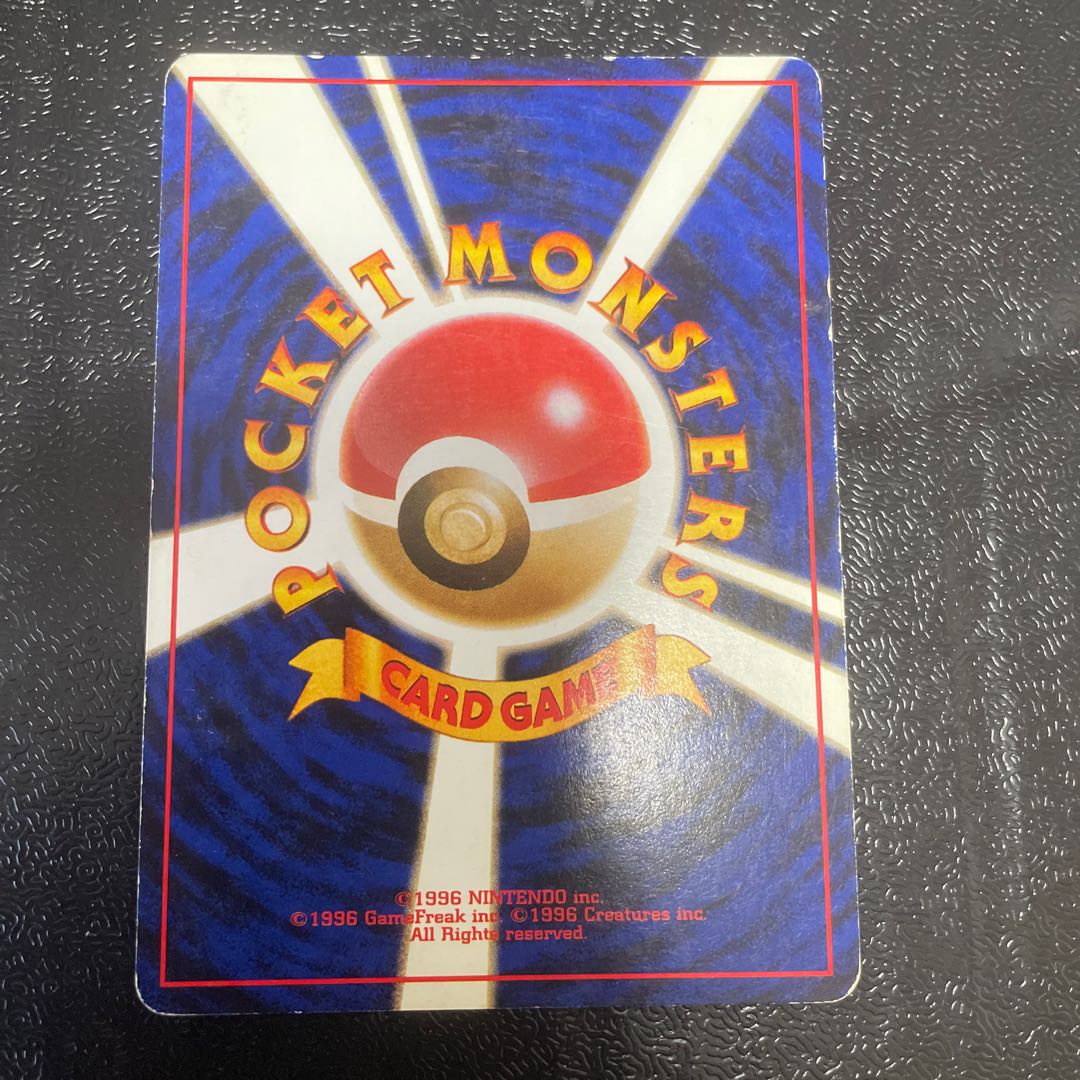 POCKET MONSTERS
CARD GAME
©1996 NINTENDO inc.
©1996 GameFreak inc. ©1996 Creatures inc.
All Rights reserved.